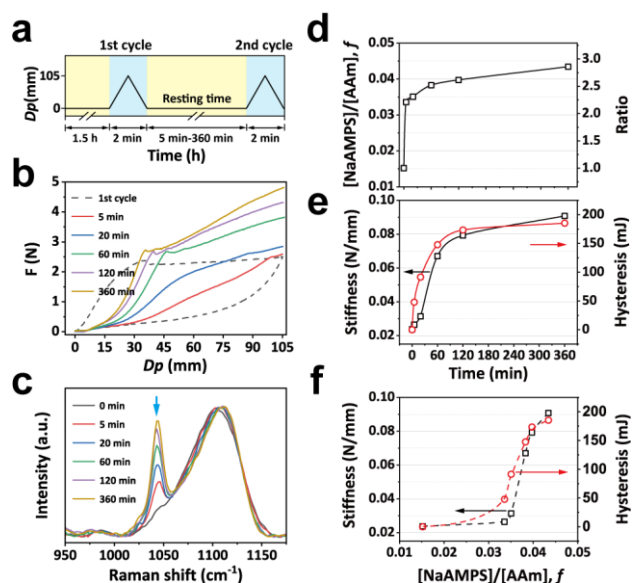 a
1st cycle
2nd cycle
Dp(mm)
105
0
Resting time
1.5 h
2 min
5 min-360 min
2 min
Time (h)
b
F (N)
5
4
3
2
1
0
1st cycle
5 min
20 min
60 min
120 min
360 min
0 15 30 45 60 75 90 105
Dp (mm)
c
Intensity (a.u.)
0 min
5 min
20 min
60 min
120 min
360 min
950 1000 1050 1100 1150
Raman shift (cm⁻¹)
d
[NaAMPS]/[AAm], f
0.05
0.04
0.03
0.02
0.01
3.0
2.5
2.0
1.5
1.0
Ratio
e
Stiffness (N/mm)
0.10
0.08
0.06
0.04
0.02
200
150
100
50
0
Hysteresis (mJ)
0 60 120 180 240 300 360
Time (min)
f
Stiffness (N/mm)
0.10
0.08
0.06
0.04
0.02
200
150
100
50
0
Hysteresis (mJ)
0.01 0.02 0.03 0.04 0.05
[NaAMPS]/[AAm], f